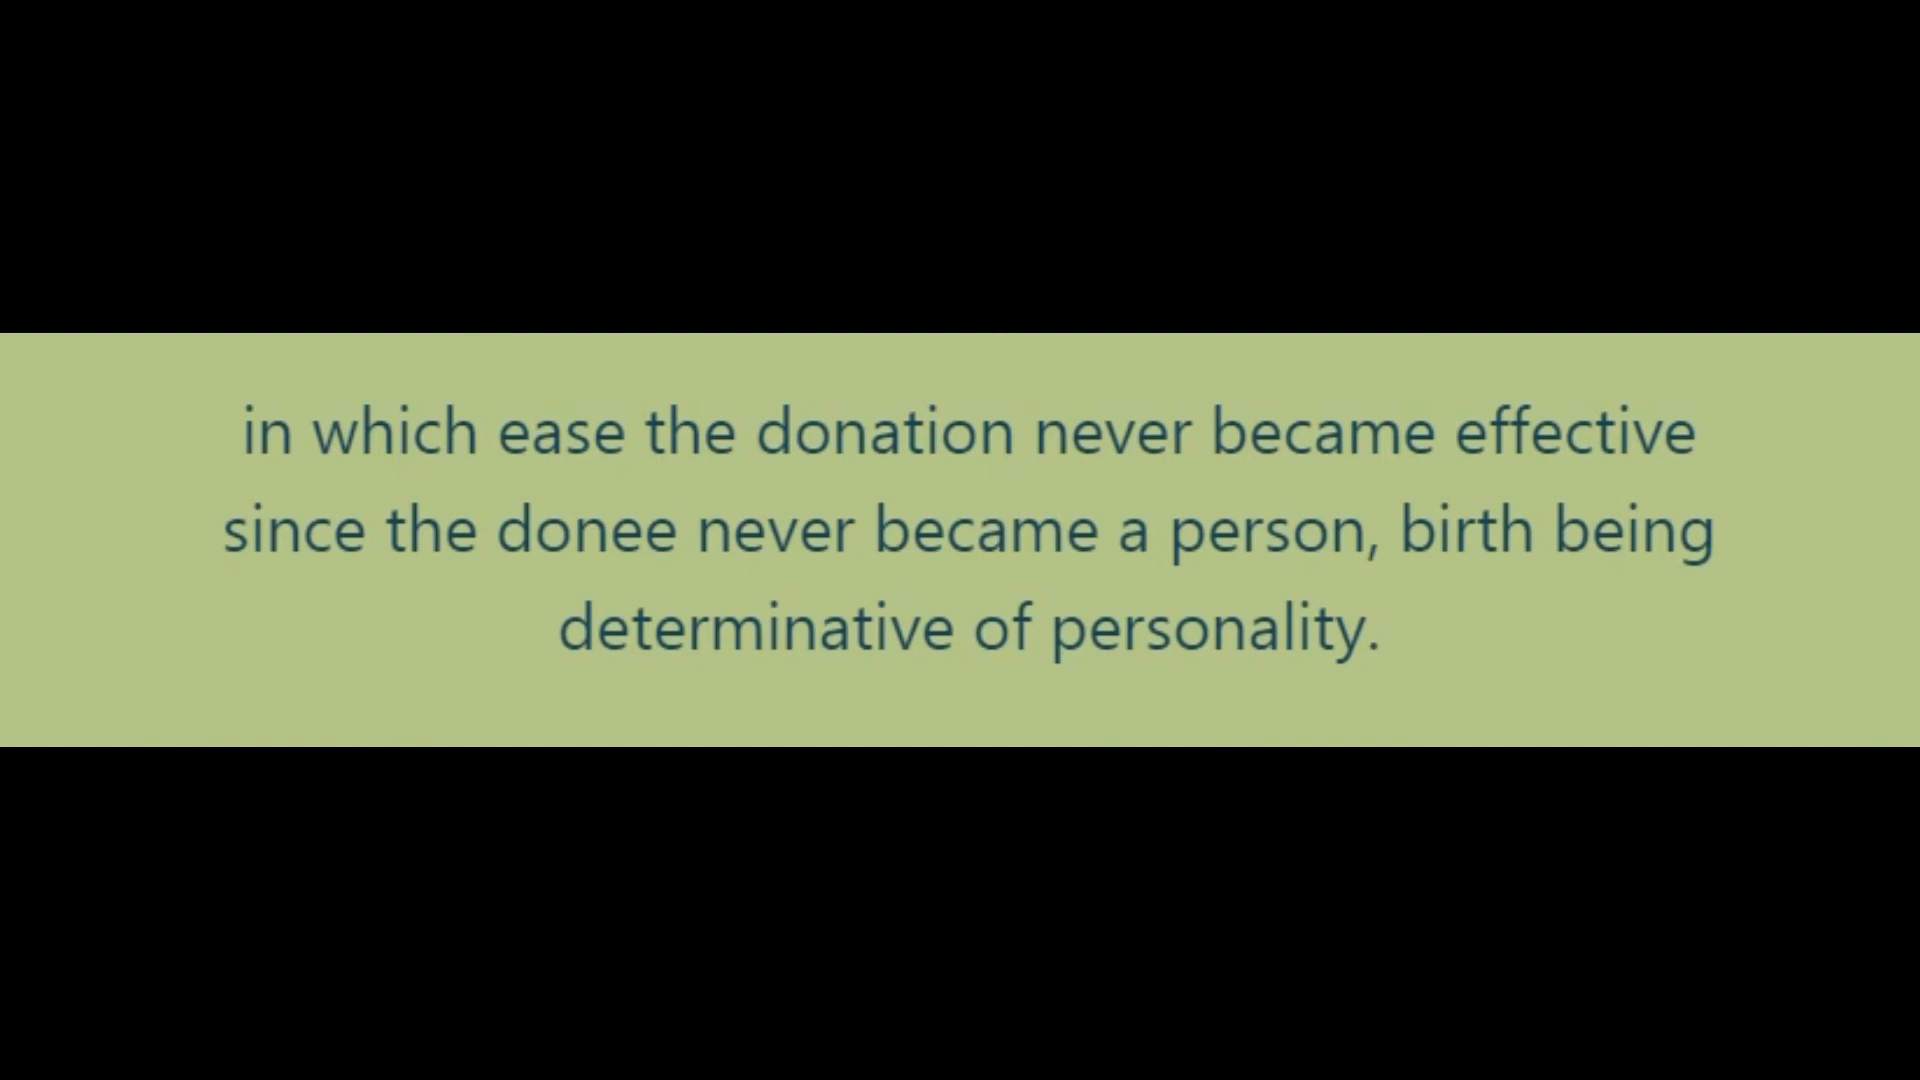 in which ease the donation never became effective
since the donee never became a person, birth being
determinative of personality.